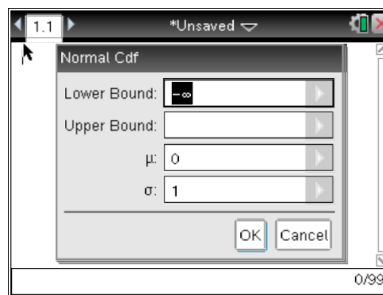 1.1 *Unsaved
Normal Cdf
Lower Bound: -∞
Upper Bound:
μ: 0
σ: 1
OK Cancel
0/99